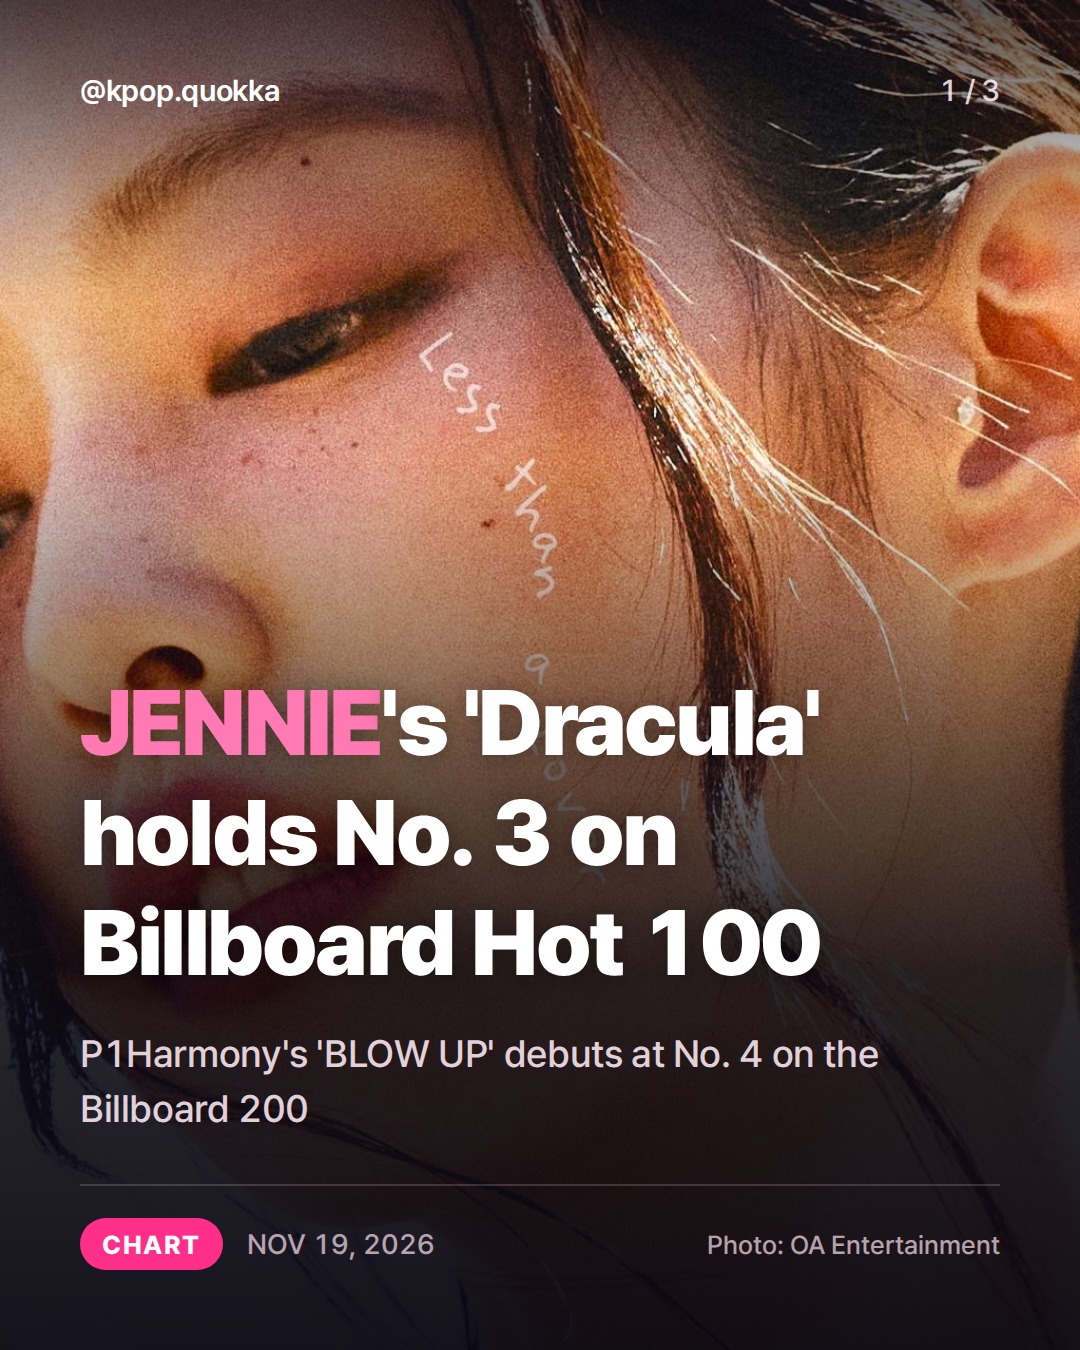 @kpop.quokka
1 / 3
Less than a
JENNIE's 'Dracula'
holds No. 3 on
Billboard Hot 100
P1Harmony's 'BLOW UP' debuts at No. 4 on the
Billboard 200
CHART
NOV 19, 2026
Photo: OA Entertainment